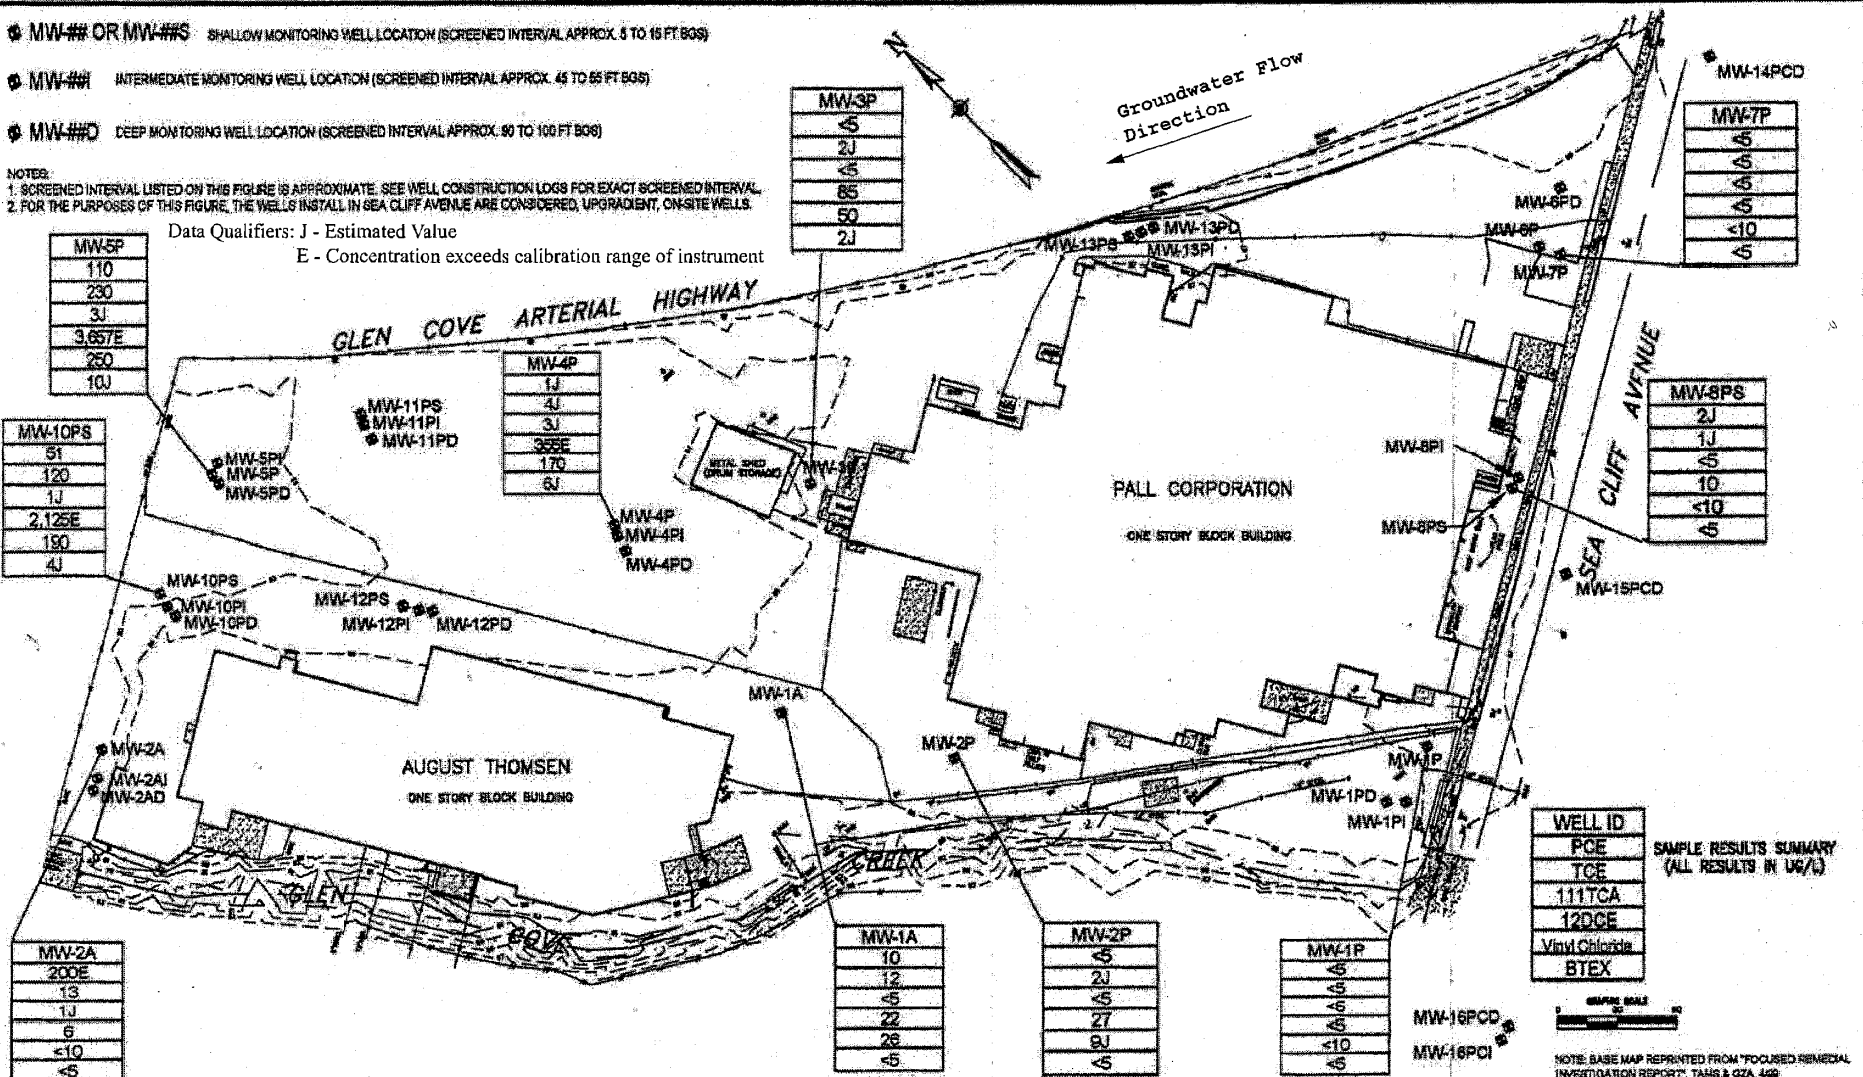 MW-## OR MW-##S SHALLOW MONITORING WELL LOCATION (SCREENED INTERVAL APPROX. 5 TO 15 FT BGS)
MW-##I INTERMEDIATE MONITORING WELL LOCATION (SCREENED INTERVAL APPROX. 45 TO 55 FT BGS)
MW-##D DEEP MONITORING WELL LOCATION (SCREENED INTERVAL APPROX. 90 TO 100 FT BGS)
NOTES:
1. SCREENED INTERVAL LISTED ON THIS FIGURE IS APPROXIMATE. SEE WELL CONSTRUCTION LOGS FOR EXACT SCREENED INTERVAL.
2. FOR THE PURPOSES OF THIS FIGURE, THE WELLS INSTALL IN SEA CLIFF AVENUE ARE CONSIDERED, UPGRADIENT, ON-SITE WELLS.
Data Qualifiers: J - Estimated Value
E - Concentration exceeds calibration range of instrument
N
Groundwater Flow
Direction
MW-3P
<5
2J
<5
85
50
2J
MW-14PCD
MW-7P
<5
<5
<5
<5
<10
<5
MW-6PD
MW-6P
MW-7P
MW-13PS
MW-13PD
MW-13PI
MW-5P
110
230
3J
3,657E
250
10J
GLEN COVE ARTERIAL HIGHWAY
MW-4P
1J
4J
3J
355E
170
6J
MW-10PS
51
120
1J
2,125E
190
4J
MW-11PS
MW-11PI
MW-11PD
MW-5PI
MW-5P
MW-5PD
METAL SHED
(DRUM STORAGE)
MW-4P
MW-4PI
MW-4PD
PALL CORPORATION
ONE STORY BLOCK BUILDING
SEA CLIFF AVENUE
MW-8PI
MW-8PS
MW-8PS
2J
1J
<5
10
<10
<5
MW-15PCD
MW-10PS
MW-10PI
MW-10PD
MW-12PS
MW-12PI
MW-12PD
MW-1A
MW-2P
MW-2A
MW-2AI
MW-2AD
AUGUST THOMSEN
ONE STORY BLOCK BUILDING
MW-1P
MW-1PD
MW-1PI
GLEN
COVE
CREEK
WELL ID
PCE
TCE
111TCA
12DCE
Vinyl Chloride
BTEX
SAMPLE RESULTS SUMMARY
(ALL RESULTS IN UG/L)
MW-2A
200E
13
1J
6
<10
<5
MW-1A
10
12
<5
22
26
<5
MW-2P
<5
2J
<5
27
9J
<5
MW-1P
<5
<5
<5
<5
<10
<5
MW-16PCD
MW-16PCI
GRAPHIC SCALE
NOTE: BASE MAP REPRINTED FROM "FOCUSED REMEDIAL
INVESTIGATION REPORT", TAMS & GZA,